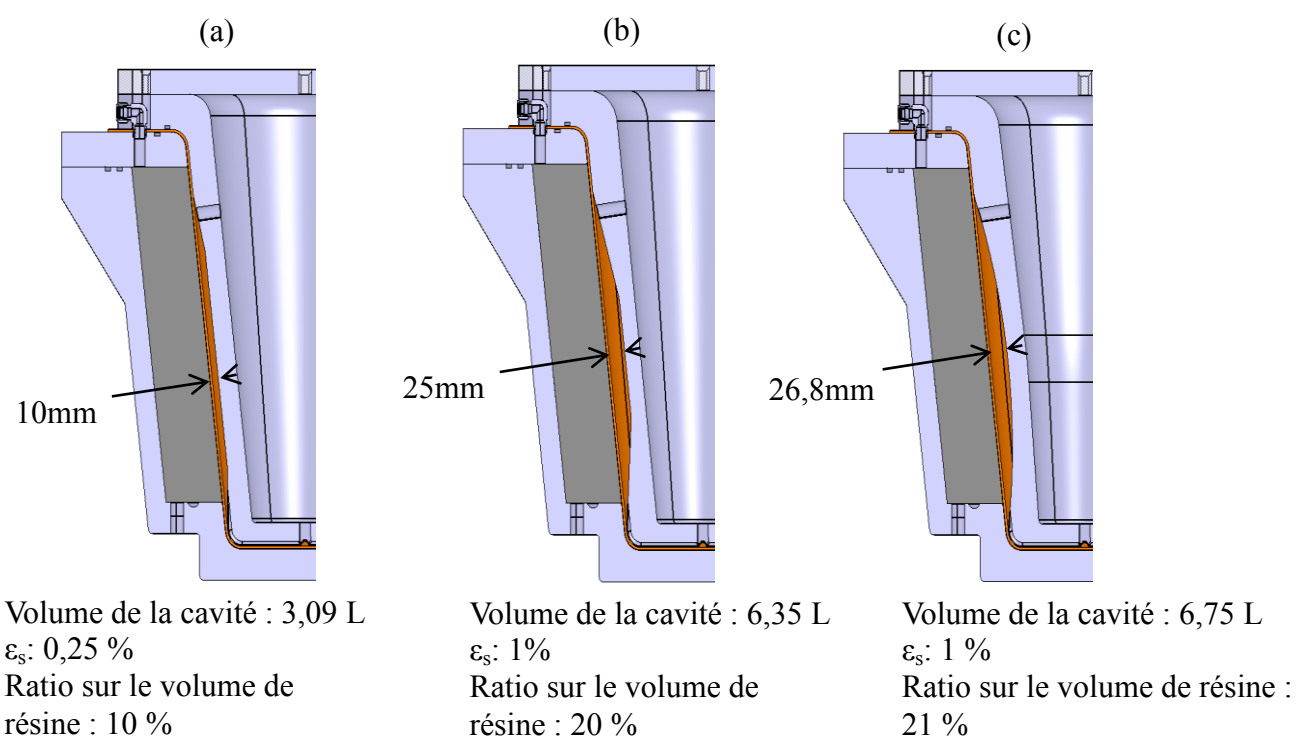 (a)
(b)
(c)
10mm
25mm
26,8mm
Volume de la cavité : 3,09 L
εs: 0,25 %
Ratio sur le volume de
résine : 10 %
Volume de la cavité : 6,35 L
εs: 1%
Ratio sur le volume de
résine : 20 %
Volume de la cavité : 6,75 L
εs: 1 %
Ratio sur le volume de résine :
21 %